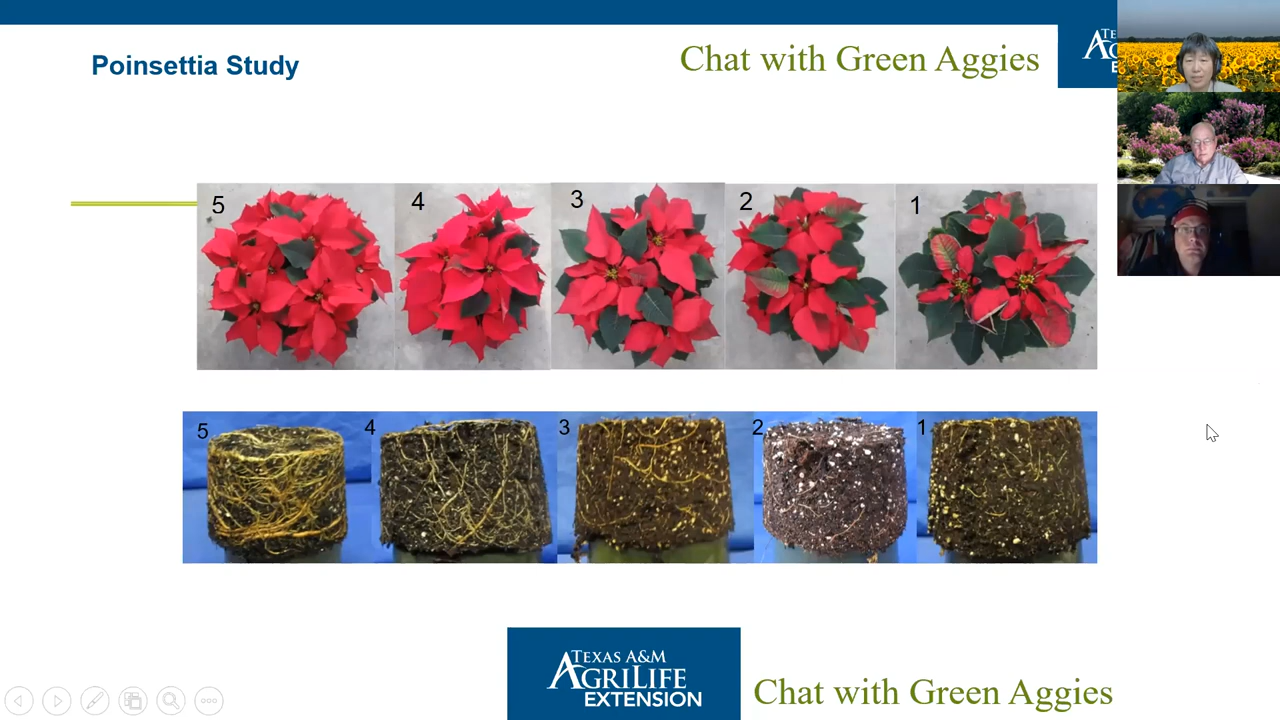 Poinsettia Study
Chat with Green Aggies
5 4 3 2 1
5 4 3 2 1
TEXAS A&M
AGRILIFE
EXTENSION
Chat with Green Aggies